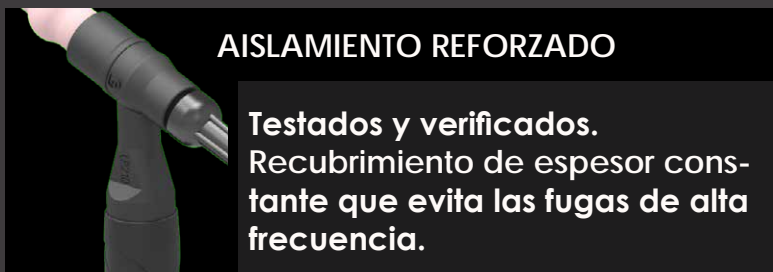 AISLAMIENTO REFORZADO
Testados y verificados.
Recubrimiento de espesor cons-
tante que evita las fugas de alta
frecuencia.